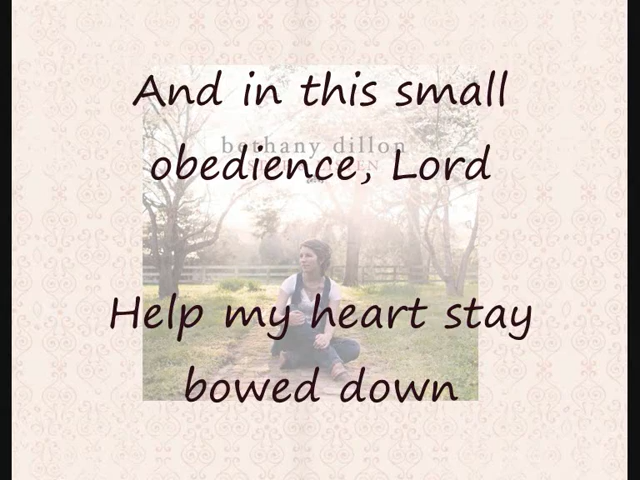 And in this small
bethany dillon
obedience, Lord
Help my heart stay
bowed down